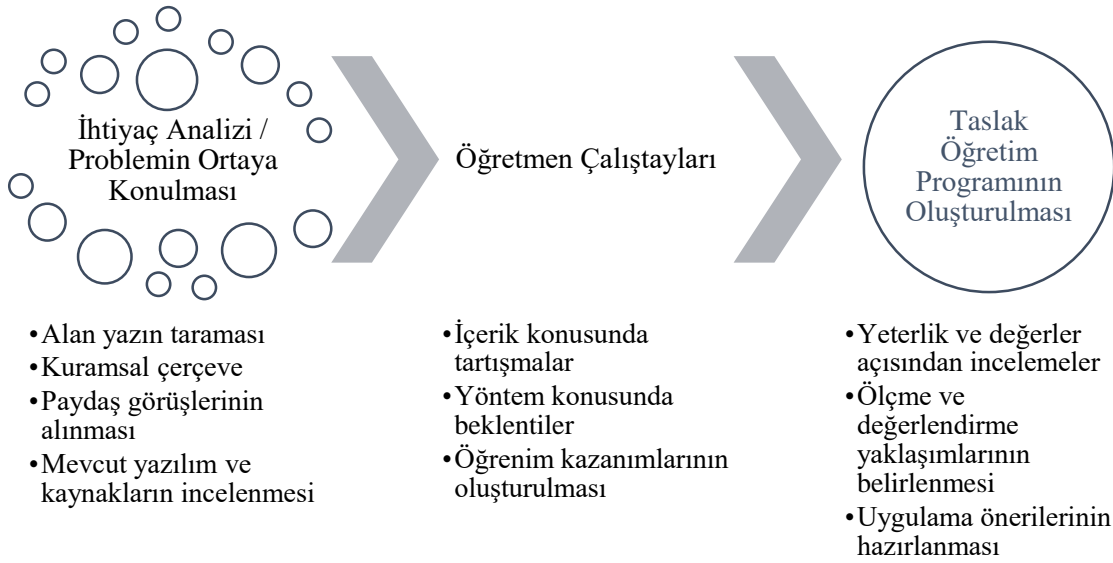 İhtiyaç Analizi /
Problemin Ortaya
Konulması
Öğretmen Çalıştayları
Taslak
Öğretim
Programının
Oluşturulması
•Alan yazın taraması
•Kuramsal çerçeve
•Paydaş görüşlerinin
alınması
•Mevcut yazılım ve
kaynakların incelenmesi
•İçerik konusunda
tartışmalar
•Yöntem konusunda
beklentiler
•Öğrenim kazanımlarının
oluşturulması
•Yeterlik ve değerler
açısından incelemeler
•Ölçme ve
değerlendirme
yaklaşımlarının
belirlenmesi
•Uygulama önerilerinin
hazırlanması